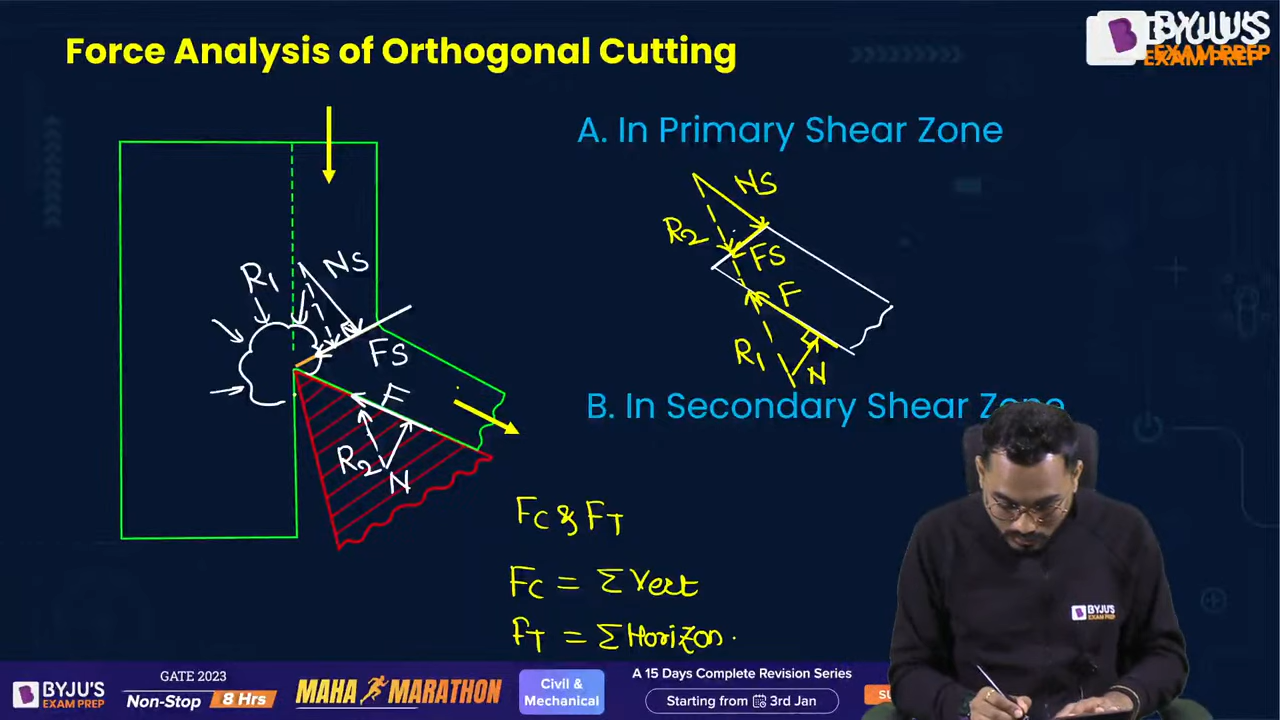 Force Analysis of Orthogonal Cutting
BYJU'S
EXAM PREP
A. In Primary Shear Zone
NS
R2
FS
F
R1
N
R1
NS
FS
F
R2
N
B. In Secondary Shear Zone
FC & FT
FC = Σ Vert
FT = Σ Horizon.
BYJU'S
EXAM PREP
BYJU'S
EXAM PREP
GATE 2023
Non-Stop 8 Hrs
MAHA MARATHON
Civil &
Mechanical
A 15 Days Complete Revision Series
Starting from 3rd Jan